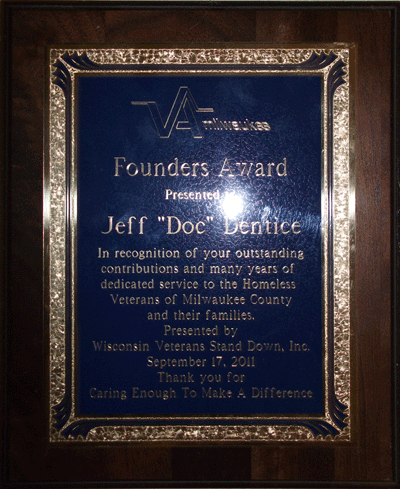 VA milwaukee
Founders Award
Presented to
Jeff "Doc" Dentice
In recognition of your outstanding
contributions and many years of
dedicated service to the Homeless
Veterans of Milwaukee County
and their families.
Presented by
Wisconsin Veterans Stand Down, Inc.
September 17, 2011
Thank you for
Caring Enough To Make A Difference